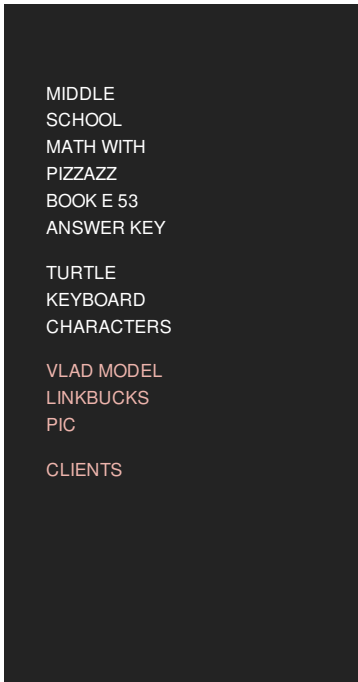 MIDDLE
SCHOOL
MATH WITH
PIZZAZZ
BOOK E 53
ANSWER KEY
TURTLE
KEYBOARD
CHARACTERS
VLAD MODEL
LINKBUCKS
PIC
CLIENTS